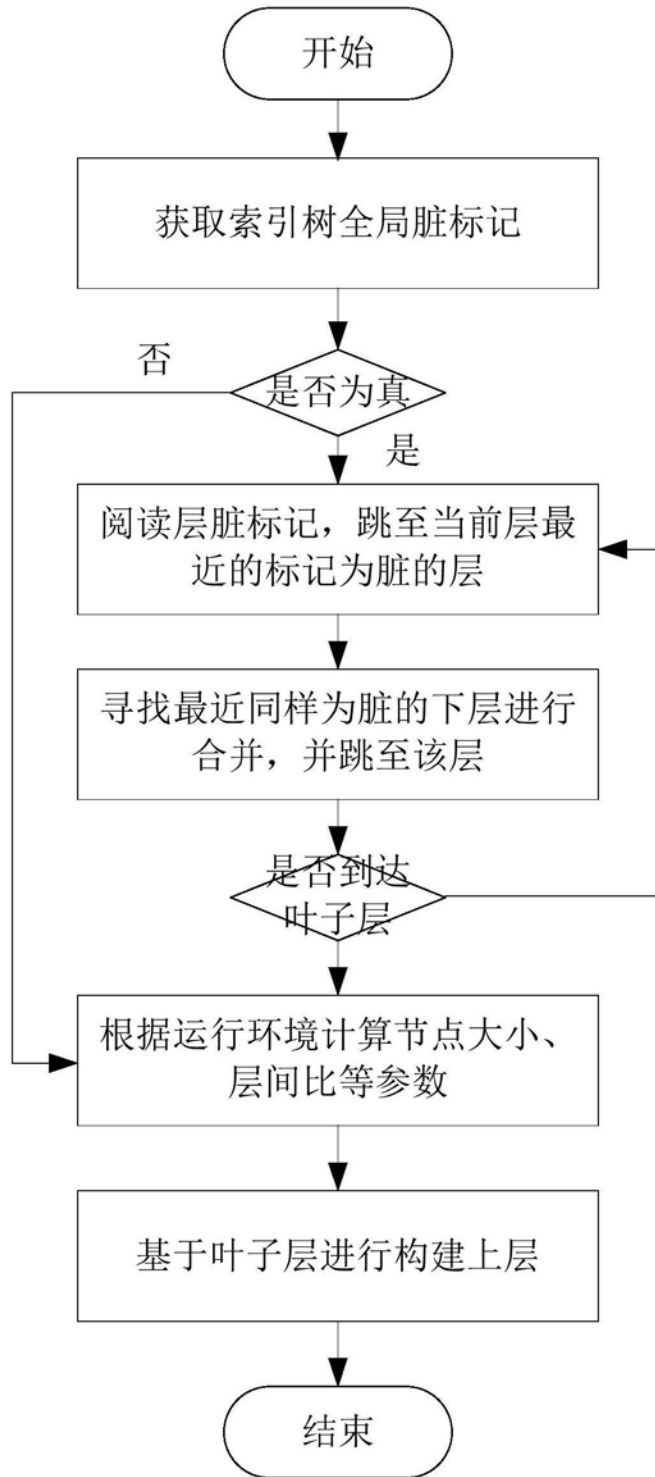 开始
获取索引树全局脏标记
否
是否为真
是
阅读层脏标记，跳至当前层最
近的标记为脏的层
寻找最近同样为脏的下层进行
合并，并跳至该层
是否到达
叶子层
根据运行环境计算节点大小、
层间比等参数
基于叶子层进行构建上层
结束